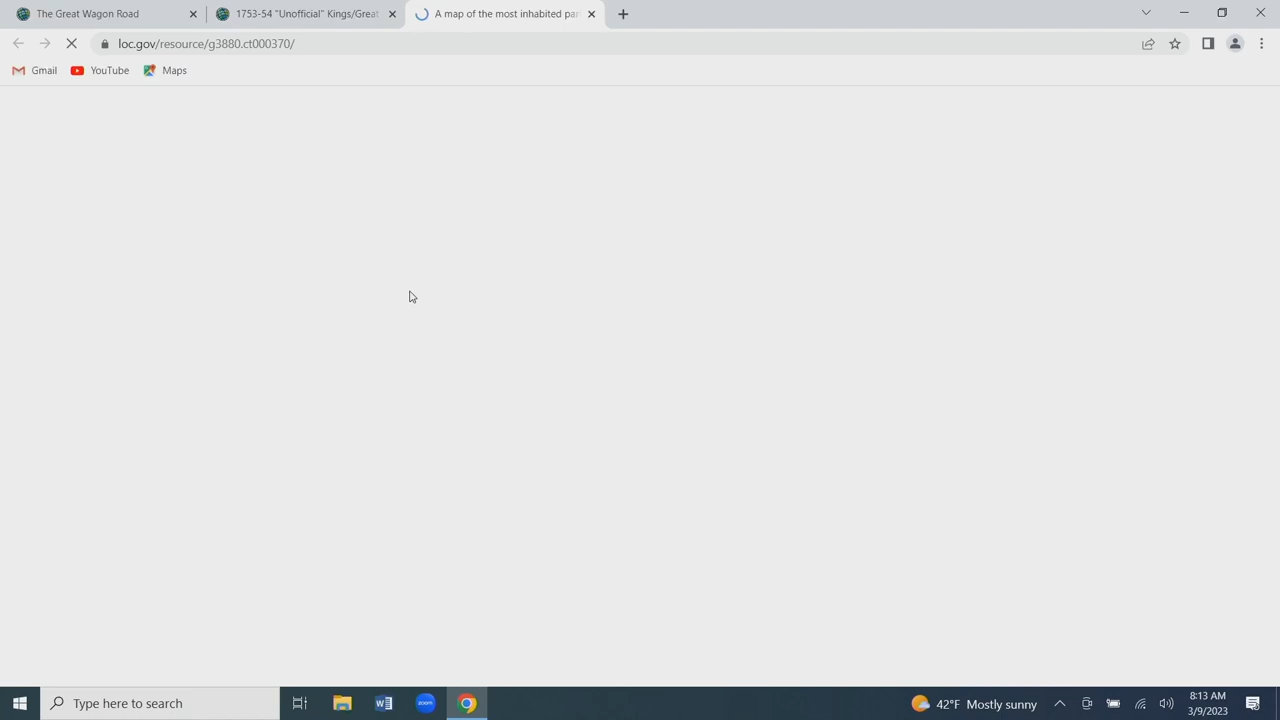 The Great Wagon Road
1753-54 "Unofficial" Kings/Great
A map of the most inhabited par
loc.gov/resource/g3880.ct000370/
Gmail YouTube Maps
Type here to search
zoom
42°F Mostly sunny
8:13 AM
3/9/2023